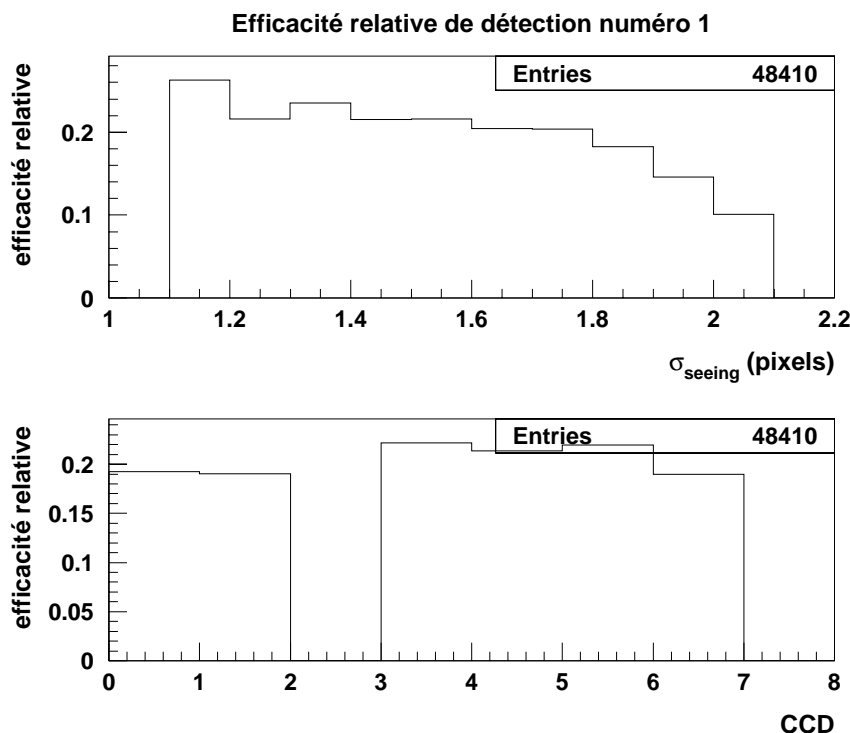 Efficacité relative de détection numéro 1
efficacité relative
Entries 48410
0.2
0.1
0
1 1.2 1.4 1.6 1.8 2 2.2
σseeing (pixels)
efficacité relative
Entries 48410
0.2
0.15
0.1
0.05
0
0 1 2 3 4 5 6 7 8
CCD